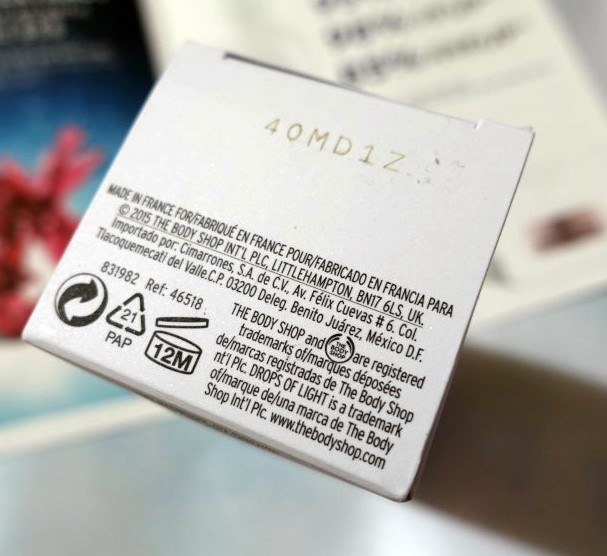 40MD1Z
MADE IN FRANCE FOR/FABRIQUÉ EN FRANCE POUR/FABRICADO EN FRANCIA PARA
© 2015 THE BODY SHOP INT'L PLC, LITTLEHAMPTON, BN17 6LS, UK.
Importado por: Cimarrones, S.A. de C.V. Av. Félix Cuevas # 6. Col.
Tlacoquemecatl del Valle.C.P. 03200 Deleg. Benito Juárez, México D.F.
831982 Ref: 46518
21
PAP
12M
THE BODY SHOP and THE BODY SHOP are registered
trademarks of/marques déposées
de/marcas registradas de The Body Shop
nt'l Plc. DROPS OF LIGHT is a trademark
of/marque de/una marca de The Body
Shop Int'l Plc www.thebodyshop.com